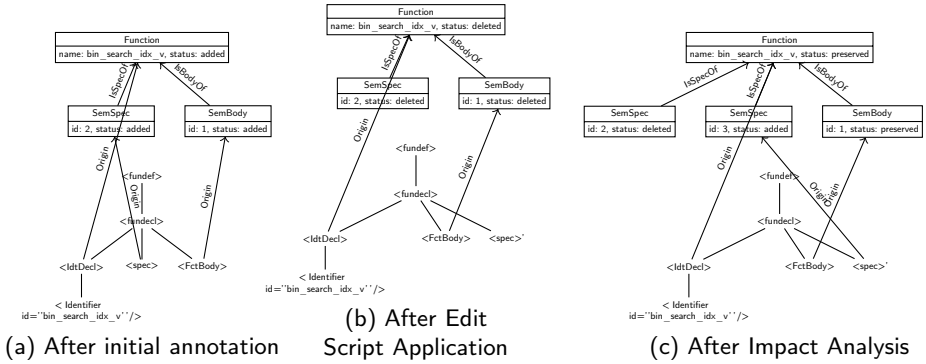 Function
name: bin_search_idx_v, status: added
IsSpecOf
IsBodyOf
SemSpec
id: 2, status: added
SemBody
id: 1, status: added
Origin
Origin
Origin
<fundef>
<fundecl>
<IdtDecl>
<spec>
<FctBody>
< Identifier
id=''bin_search_idx_v''/>
(a) After initial annotation
Function
name: bin_search_idx_v, status: deleted
IsSpecOf
IsBodyOf
SemSpec
id: 2, status: deleted
SemBody
id: 1, status: deleted
Origin
Origin
<fundef>
<fundecl>
<IdtDecl>
<FctBody>
<spec>'
< Identifier
id=''bin_search_idx_v''/>
(b) After Edit
Script Application
Function
name: bin_search_idx_v, status: preserved
IsSpecOf
IsSpecOf
IsBodyOf
SemSpec
id: 2, status: deleted
SemSpec
id: 3, status: added
SemBody
id: 1, status: preserved
Origin
Origin
Origin
<fundef>
<fundecl>
<IdtDecl>
<FctBody>
<spec>'
< Identifier
id=''bin_search_idx_v''/>
(c) After Impact Analysis